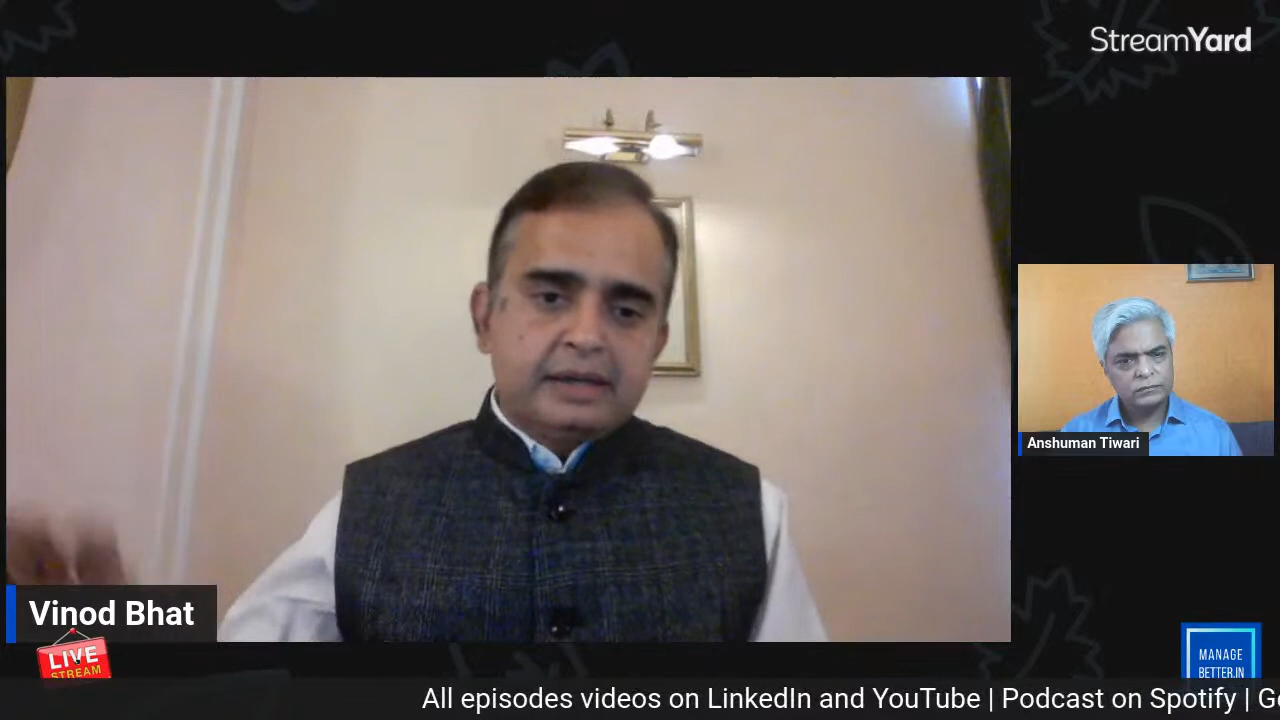 StreamYard
Anshuman Tiwari
Vinod Bhat
LIVE
STREAM
MANAGE
BETTER.IN
All episodes videos on LinkedIn and YouTube | Podcast on Spotify | G